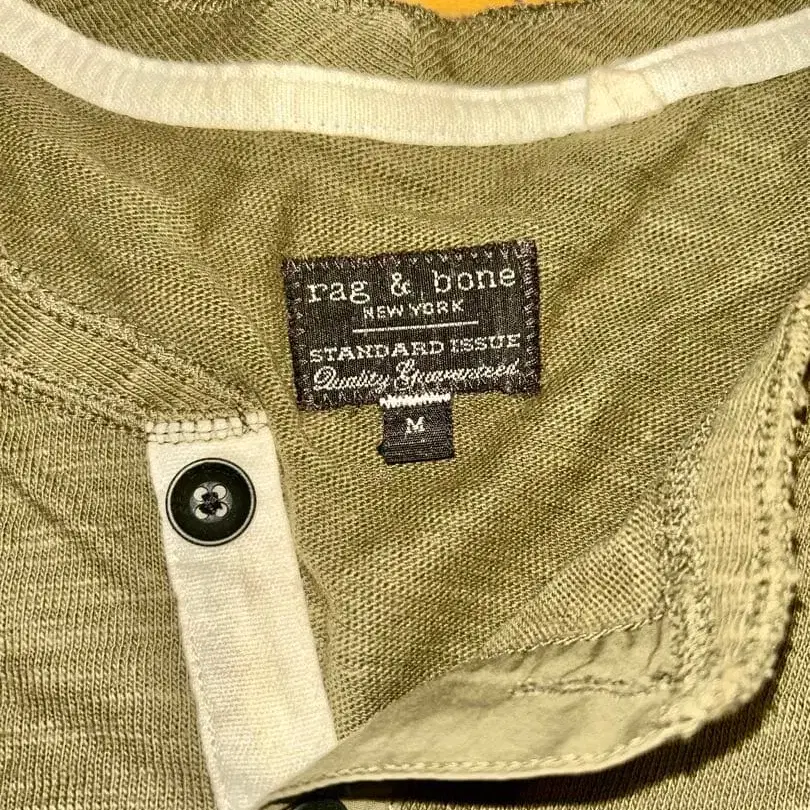 rag & bone
NEW YORK
STANDARD ISSUE
Quality Guaranteed
M